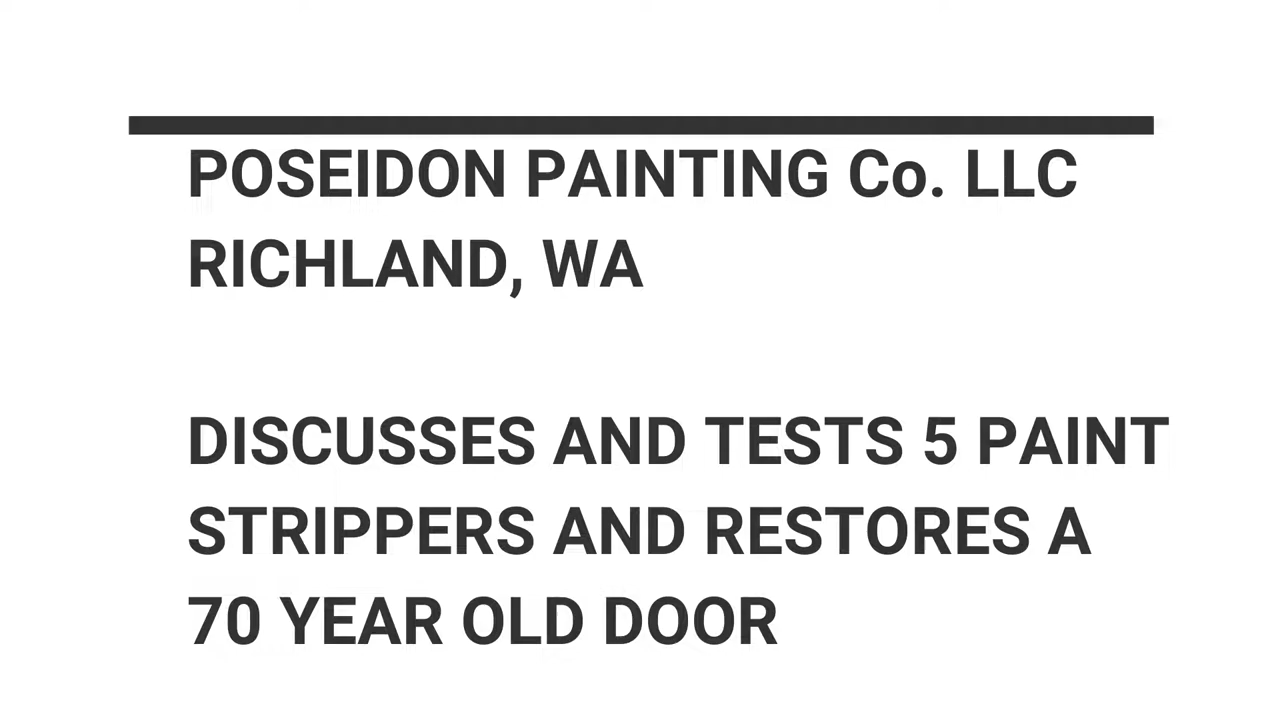 POSEIDON PAINTING Co. LLC
RICHLAND, WA
DISCUSSES AND TESTS 5 PAINT
STRIPPERS AND RESTORES A
70 YEAR OLD DOOR